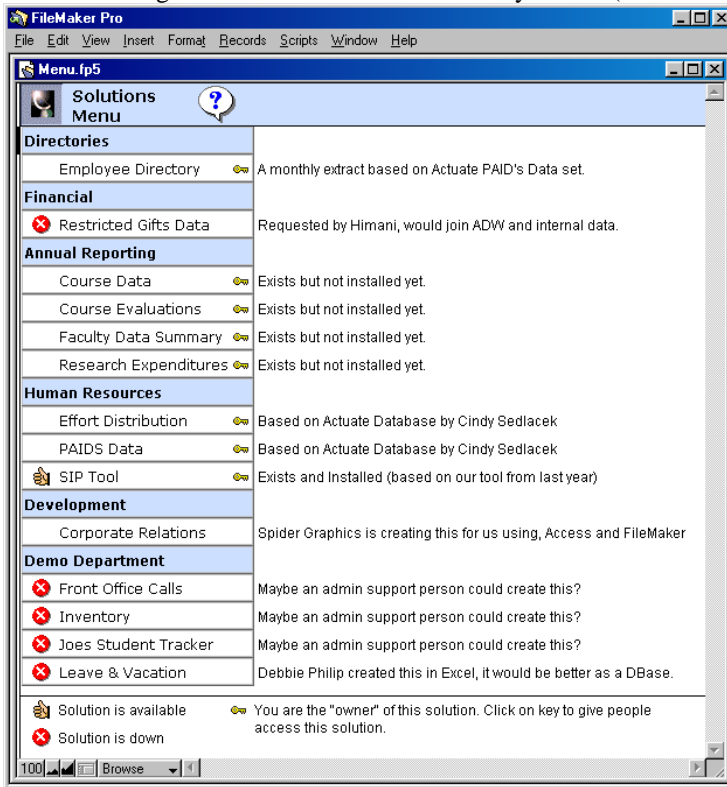 FileMaker Pro
File Edit View Insert Format Records Scripts Window Help
Menu.fp5
Solutions
Menu
?
Directories
Employee Directory A monthly extract based on Actuate PAID's Data set.
Financial
Restricted Gifts Data Requested by Himani, would join ADW and internal data.
Annual Reporting
Course Data Exists but not installed yet.
Course Evaluations Exists but not installed yet.
Faculty Data Summary Exists but not installed yet.
Research Expenditures Exists but not installed yet.
Human Resources
Effort Distribution Based on Actuate Database by Cindy Sedlacek
PAIDS Data Based on Actuate Database by Cindy Sedlacek
SIP Tool Exists and Installed (based on our tool from last year)
Development
Corporate Relations Spider Graphics is creating this for us using, Access and FileMaker
Demo Department
Front Office Calls Maybe an admin support person could create this?
Inventory Maybe an admin support person could create this?
Joes Student Tracker Maybe an admin support person could create this?
Leave & Vacation Debbie Philip created this in Excel, it would be better as a DBase.
Solution is available You are the "owner" of this solution. Click on key to give people
access this solution.
Solution is down
100 Browse